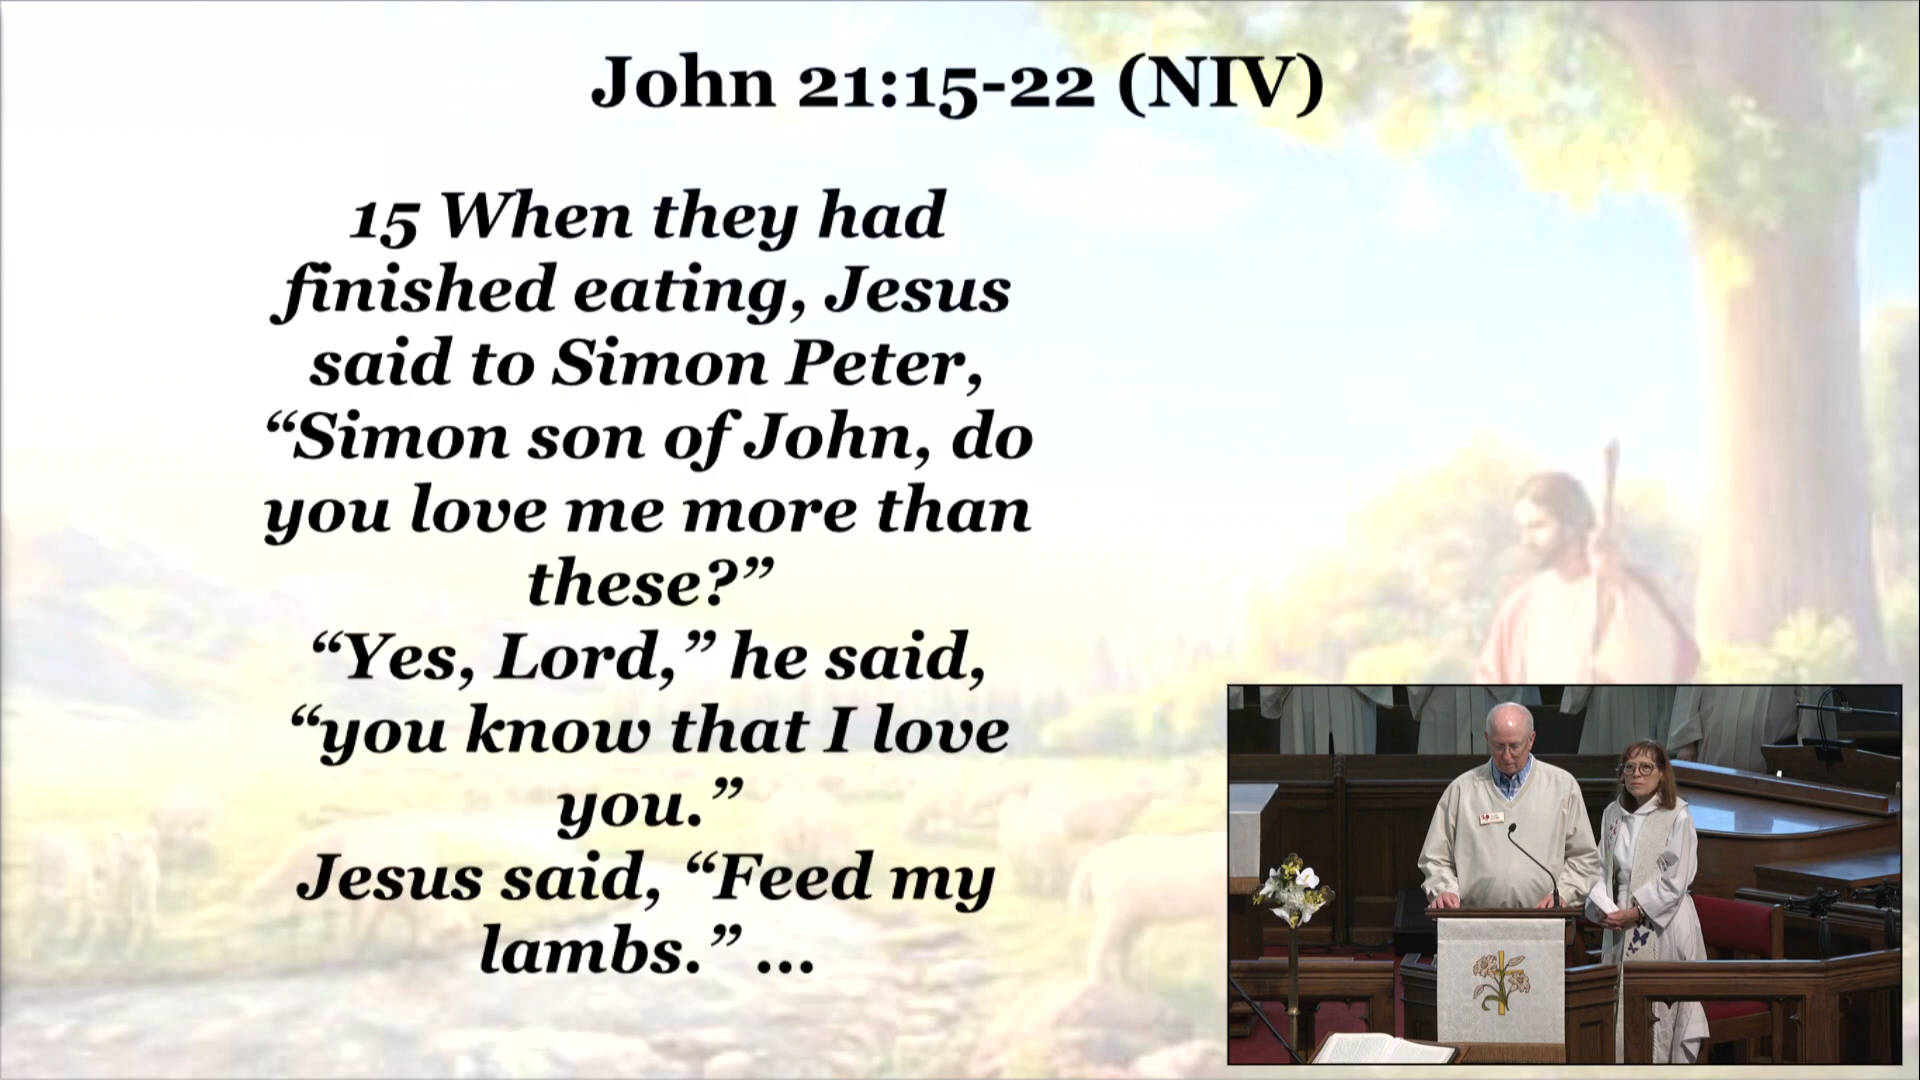 John 21:15-22 (NIV)
15 When they had
finished eating, Jesus
said to Simon Peter,
“Simon son of John, do
you love me more than
these?”
“Yes, Lord,” he said,
“you know that I love
you.”
Jesus said, “Feed my
lambs.” ...